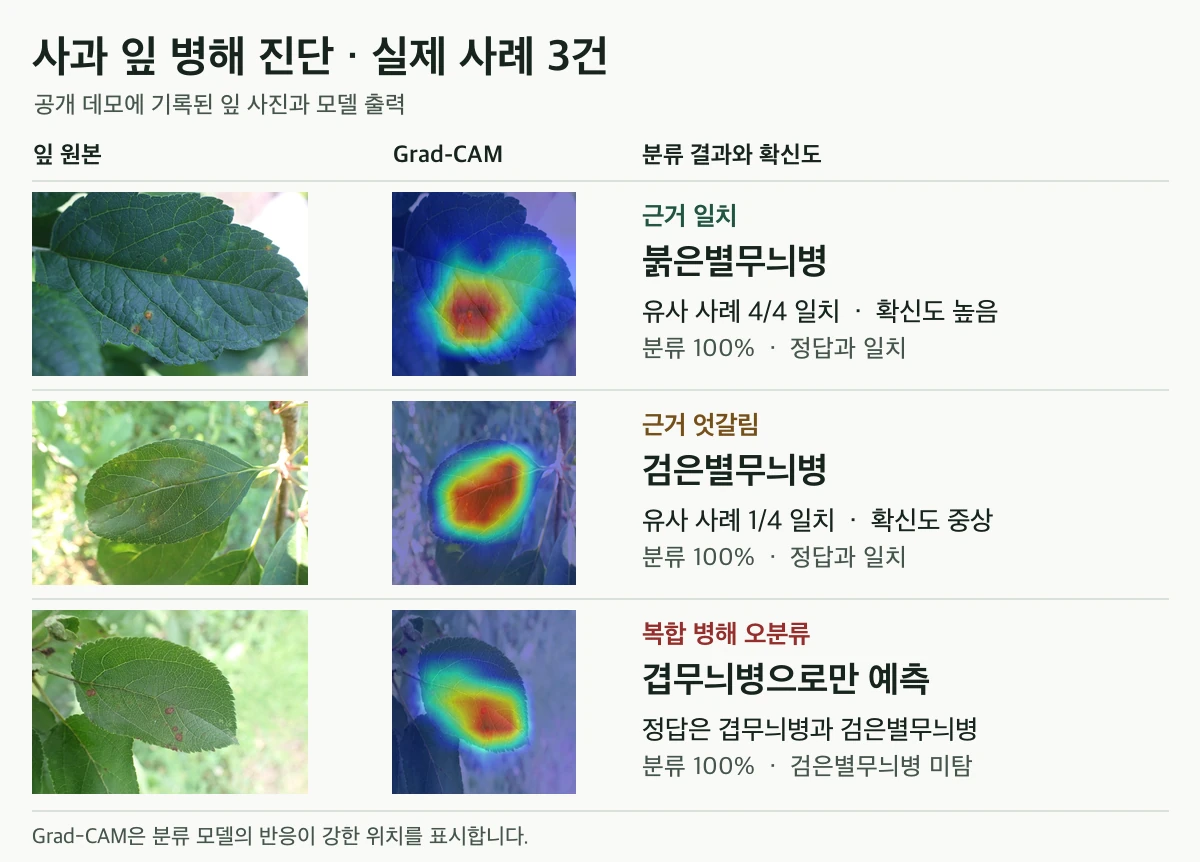 사과 잎 병해 진단 · 실제 사례 3건
공개 데모에 기록된 잎 사진과 모델 출력
잎 원본
Grad-CAM
분류 결과와 확신도
근거 일치
붉은별무늬병
유사 사례 4/4 일치 · 확신도 높음
분류 100% · 정답과 일치
근거 엇갈림
검은별무늬병
유사 사례 1/4 일치 · 확신도 중상
분류 100% · 정답과 일치
복합 병해 오분류
겹무늬병으로만 예측
정답은 겹무늬병과 검은별무늬병
분류 100% · 검은별무늬병 미탐
Grad-CAM은 분류 모델의 반응이 강한 위치를 표시합니다.